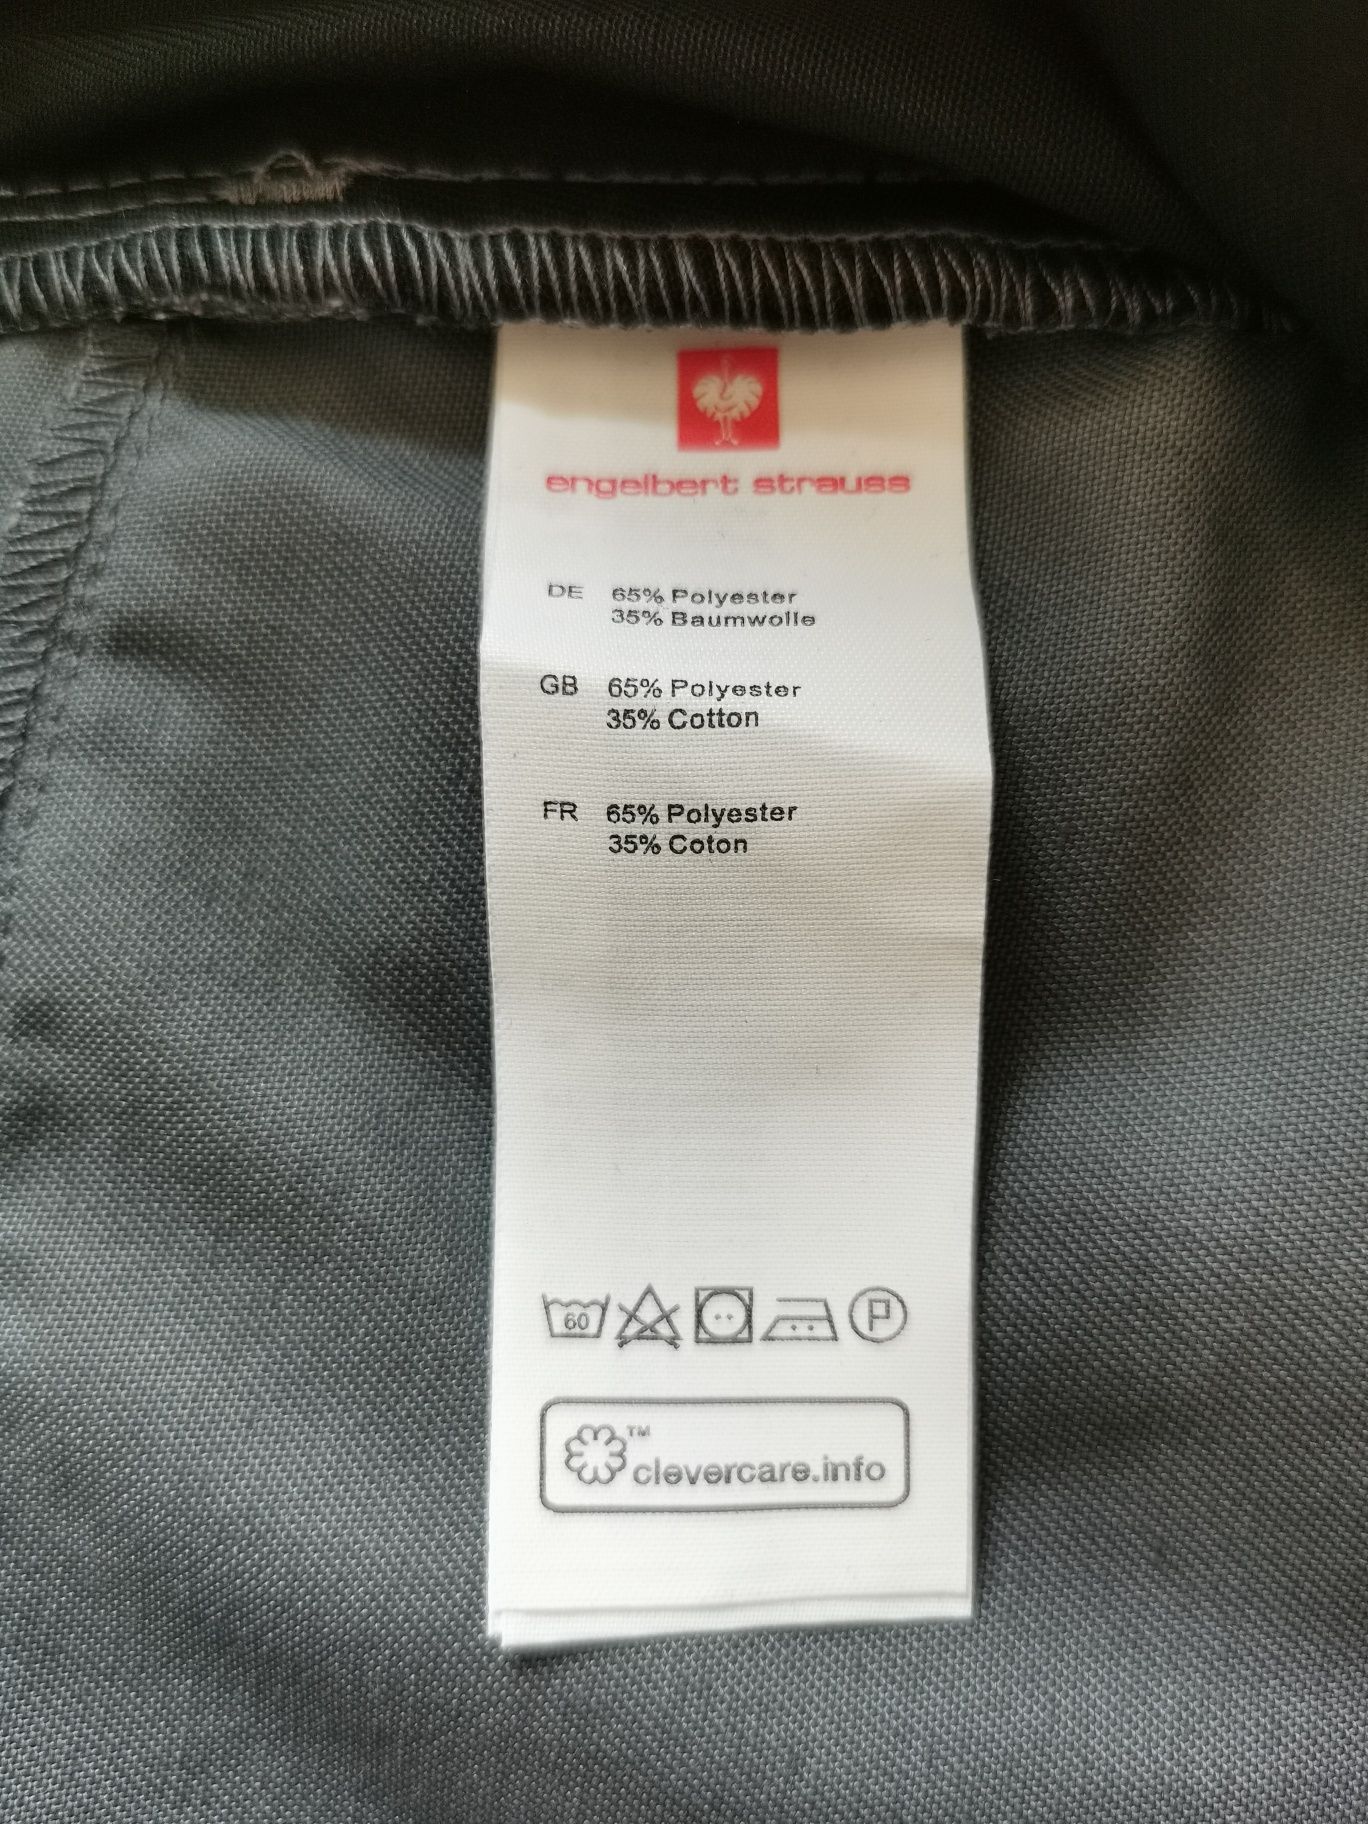 engelbert strauss
DE 65% Polyester
35% Baumwolle
GB 65% Polyester
35% Cotton
FR 65% Polyester
35% Coton
60 P
™
clevercare.info